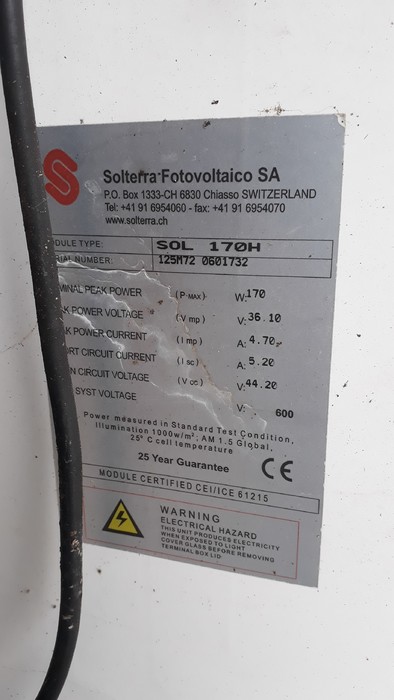 S
Solterra Fotovoltaico SA
P.O. Box 1333-CH 6830 Chiasso SWITZERLAND
Tel: +41 91 6954060 - fax: +41 91 6954070
www.solterra.ch
DULE TYPE: SOL 170H
RIAL NUMBER: 125M72 0601732
MINAL PEAK POWER (P MAX) W: 170
K POWER VOLTAGE (V mp) V: 36.10
K POWER CURRENT (I mp) A: 4.70
RT CIRCUIT CURRENT (I sc) A: 5.20
N CIRCUIT VOLTAGE (V oc) V: 44.20
SYST VOLTAGE V: 600
Power measured in Standard Test Condition,
Illumination 1000w/m²; AM 1.5 Global,
25° C cell temperature
25 Year Guarantee CE
MODULE CERTIFIED CEI/ICE 61215
WARNING
ELECTRICAL HAZARD
THIS UNIT PRODUCES ELECTRICITY
WHEN EXPOSED TO LIGHT
COVER GLASS BEFORE REMOVING
TERMINAL BOX LID